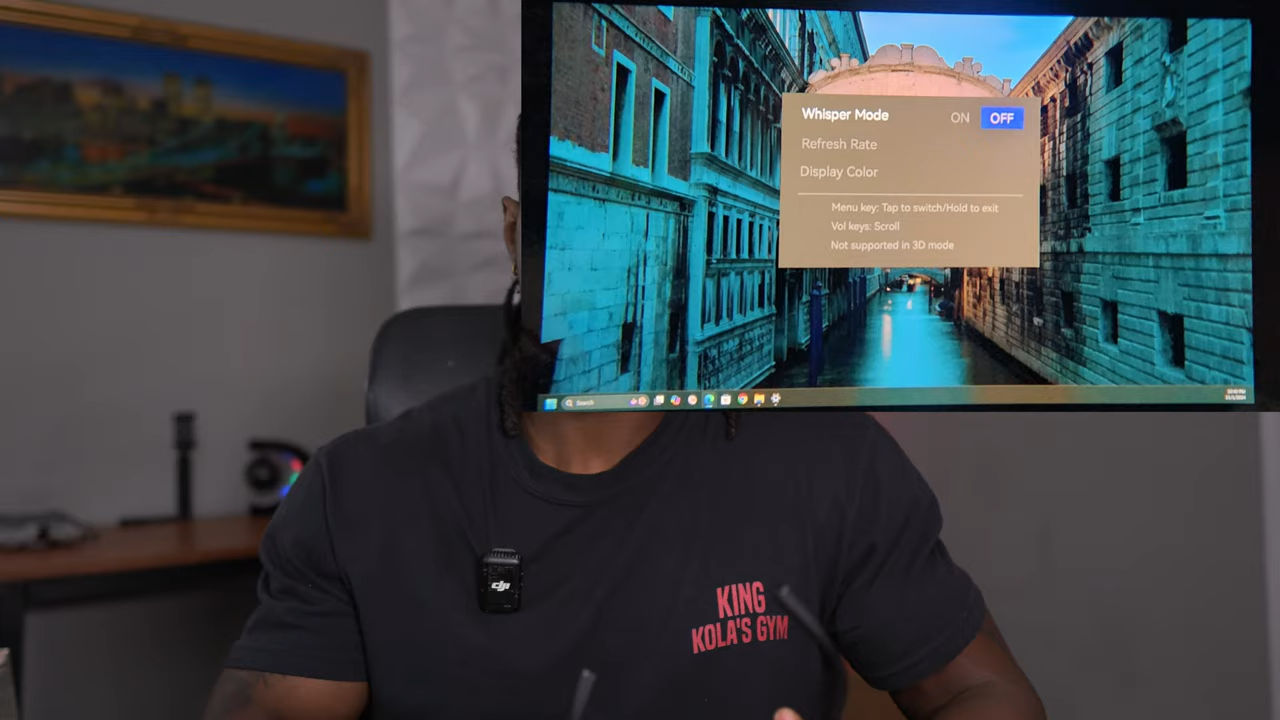 Whisper Mode ON OFF
Refresh Rate
Display Color
Menu key: Tap to switch/Hold to exit
Vol keys: Scroll
Not supported in 3D mode
Search
dji
KING
KOLA'S GYM